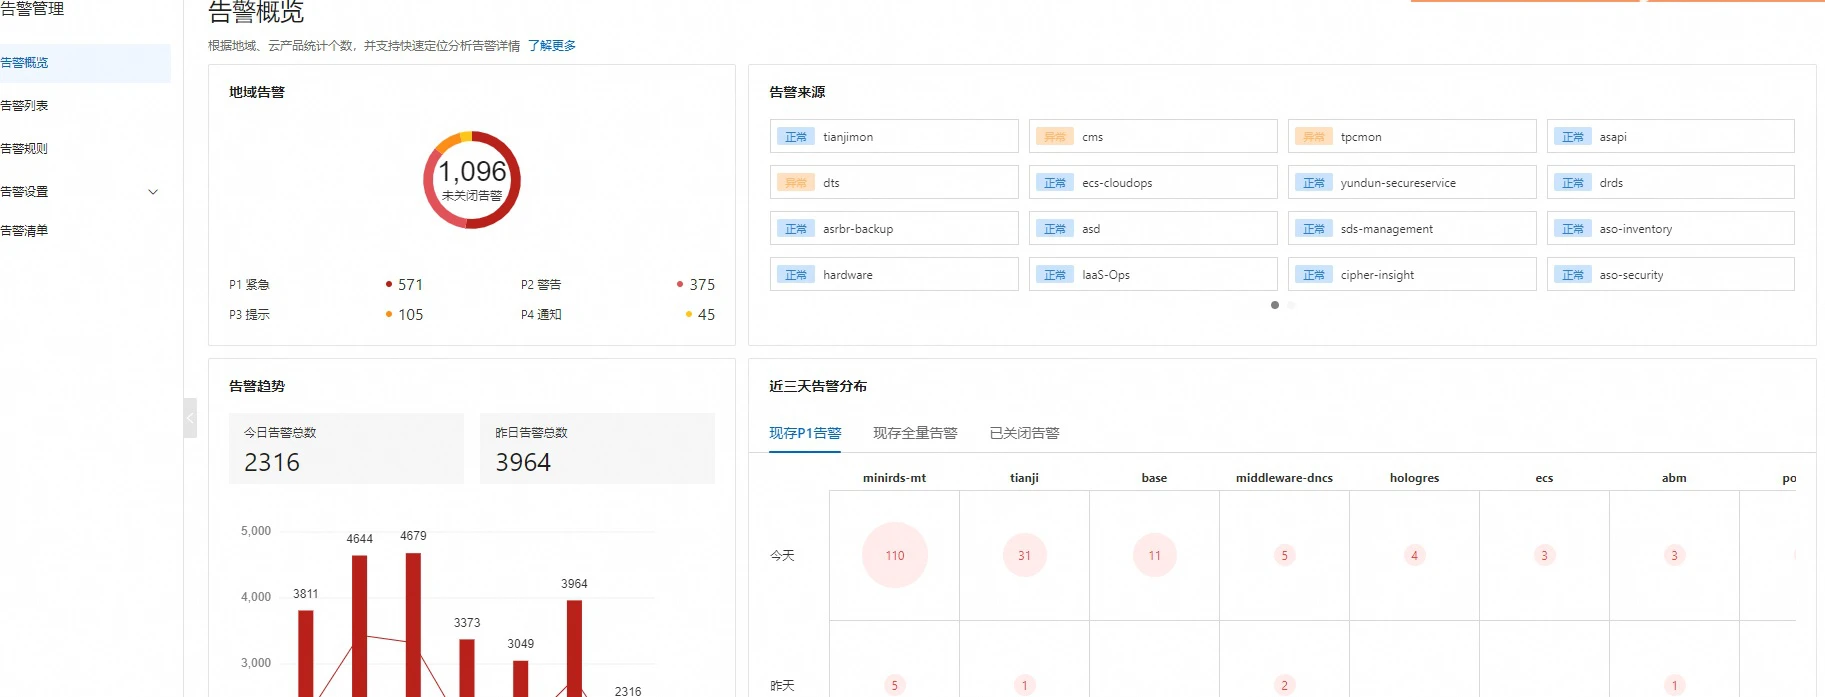 告警管理
告警概览
告警列表
告警规则
告警设置
告警清单
告警概览
根据地域、云产品统计个数，并支持快速定位分析告警详情 了解更多
地域告警
1,096
未关闭告警
P1 紧急 571 P2 警告 375
P3 提示 105 P4 通知 45
告警来源
正常 tianjimon 异常 cms 异常 tpcmon 正常 asapi
异常 dts 正常 ecs-cloudops 正常 yundun-secureservice 正常 drds
正常 asrbr-backup 正常 asd 正常 sds-management 正常 aso-inventory
正常 hardware 正常 IaaS-Ops 正常 cipher-insight 正常 aso-security
告警趋势
今日告警总数 昨日告警总数
2316 3964
5,000
4,000
3,000
3811 4644 4679 3373 3049 3964 2316
近三天告警分布
现存P1告警 现存全量告警 已关闭告警
minirds-mt tianji base middleware-dncs hologres ecs abm po
今天 110 31 11 5 4 3 3
昨天 5 1 2 1